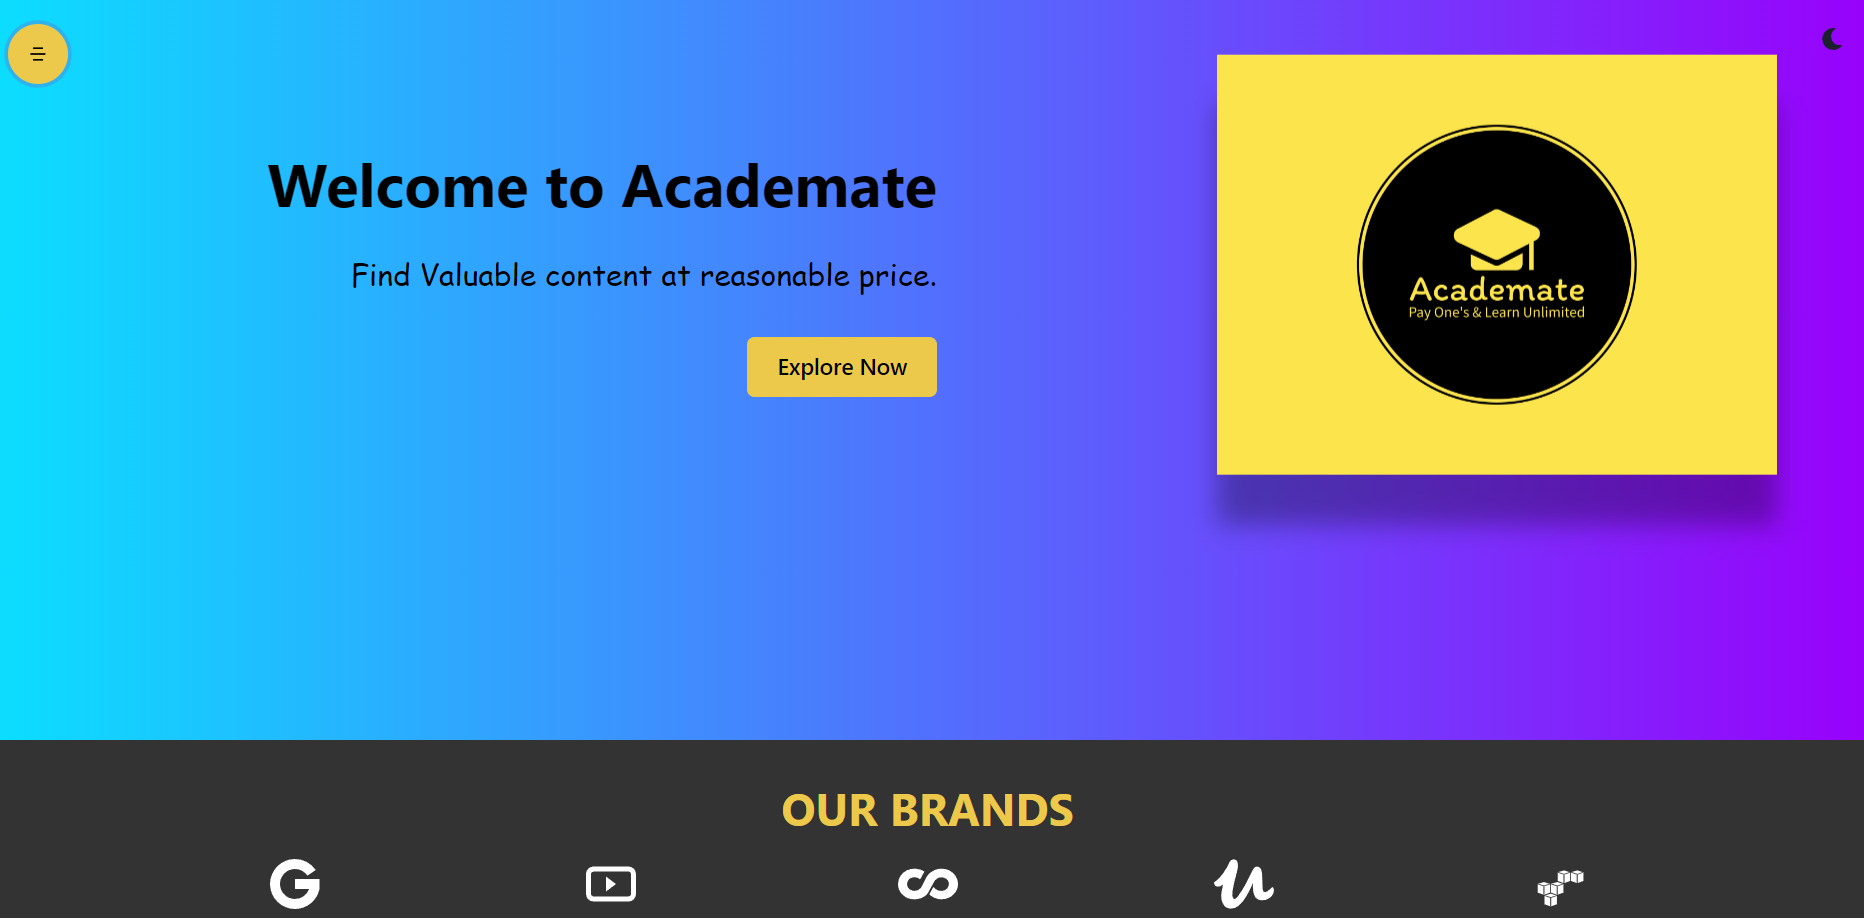 Welcome to Academate
Find Valuable content at reasonable price.
Explore Now
Academate
Pay One's & Learn Unlimited
OUR BRANDS